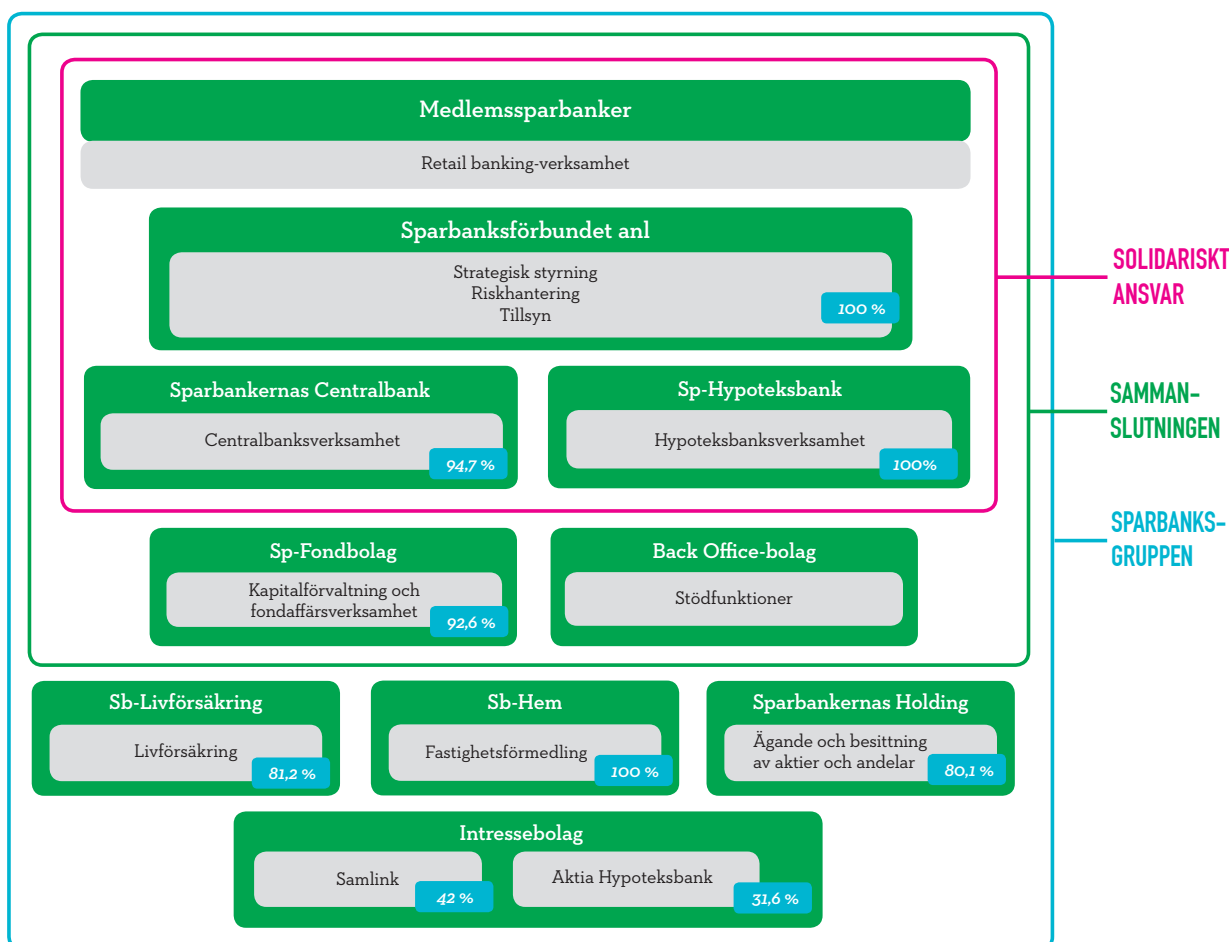 Medlemssparbanker
Retail banking-verksamhet
Sparbanksförbundet anl
Strategisk styrning
Riskhantering
Tillsyn
100 %
Sparbankernas Centralbank
Centralbanksverksamhet
94,7 %
Sp-Hypoteksbank
Hypoteksbanksverksamhet
100%
SOLIDARISKT
ANSVAR
SAMMAN-
SLUTNINGEN
SPARBANKS-
GRUPPEN
Sp-Fondbolag
Kapitalförvaltning och
fondaffärsverksamhet
92,6 %
Back Office-bolag
Stödfunktioner
Sb-Livförsäkring
Livförsäkring
81,2 %
Sb-Hem
Fastighetsförmedling
100 %
Sparbankernas Holding
Ägande och besittning
av aktier och andelar
80,1 %
Intressebolag
Samlink
42 %
Aktia Hypoteksbank
31,6 %